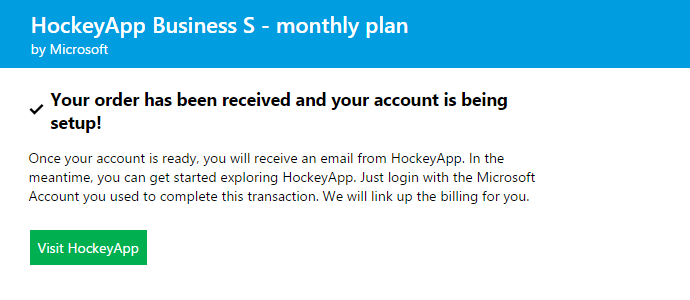 HockeyApp Business S - monthly plan
by Microsoft
Your order has been received and your account is being
setup!
Once your account is ready, you will receive an email from HockeyApp. In the
meantime, you can get started exploring HockeyApp. Just login with the Microsoft
Account you used to complete this transaction. We will link up the billing for you.
Visit HockeyApp